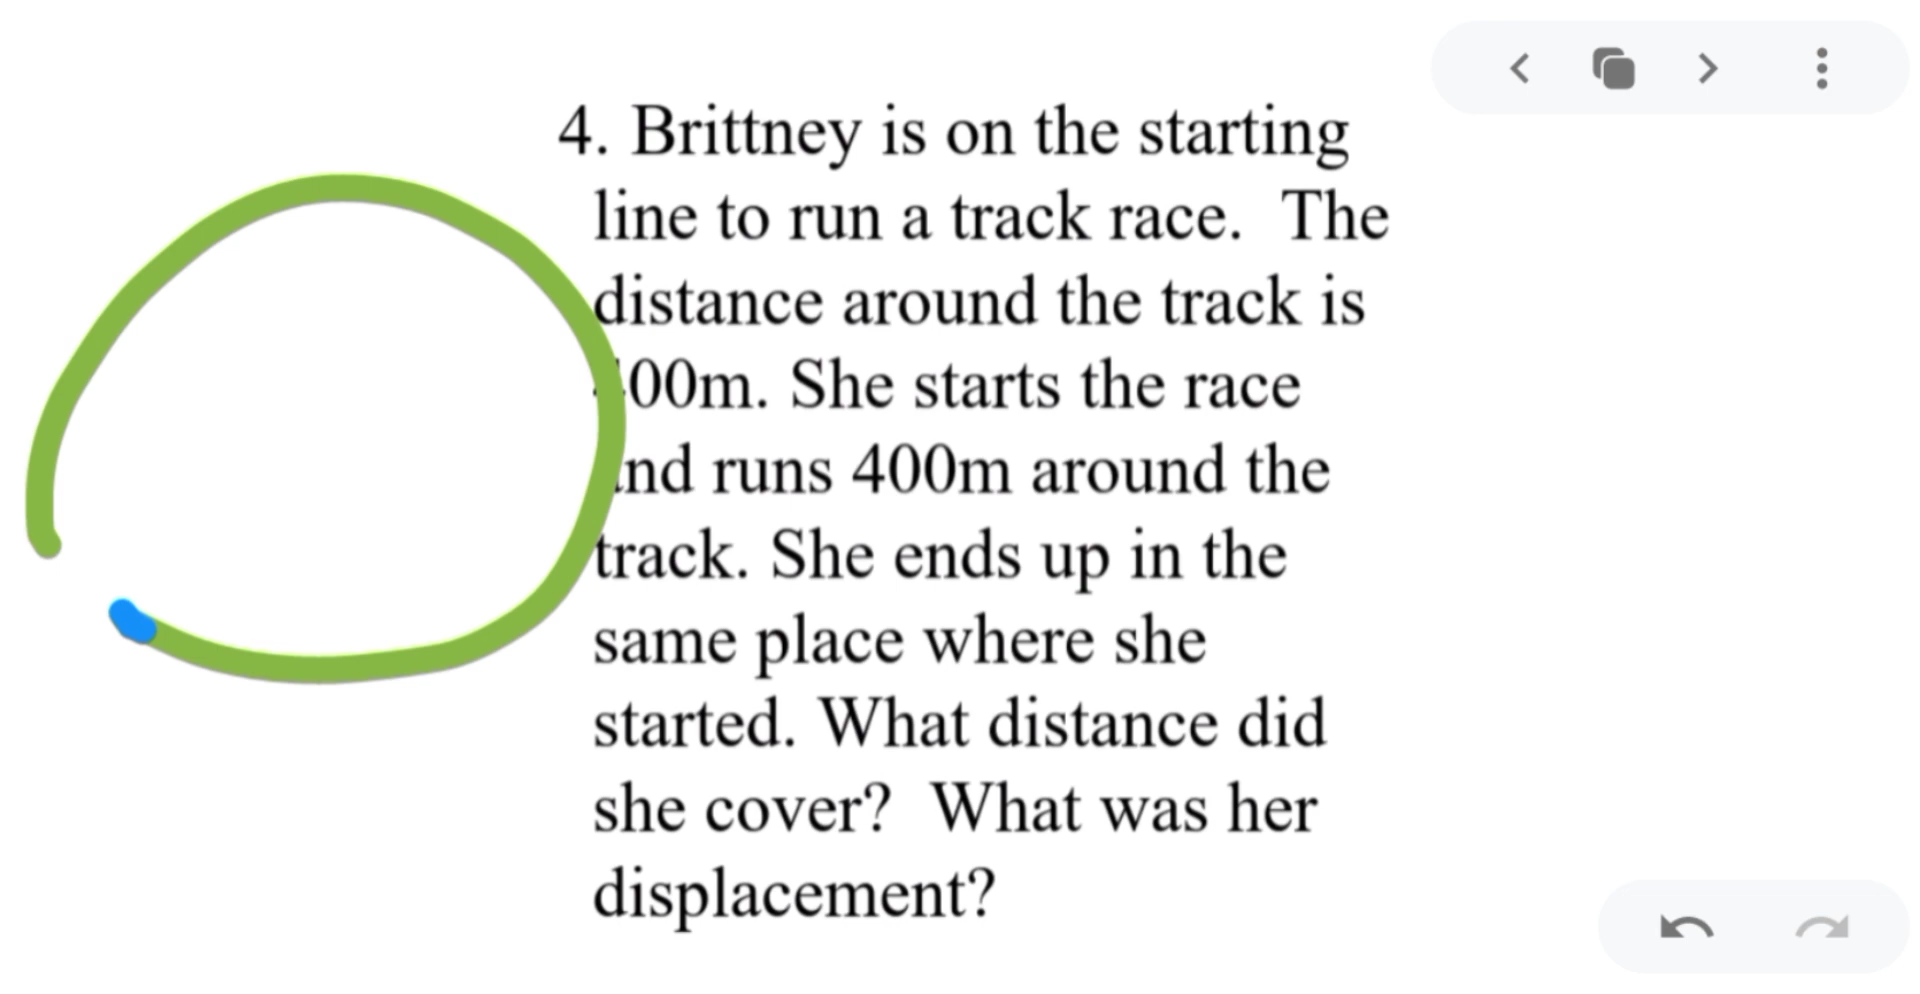 4. Brittney is on the starting
line to run a track race. The
distance around the track is
00m. She starts the race
nd runs 400m around the
track. She ends up in the
same place where she
started. What distance did
she cover? What was her
displacement?